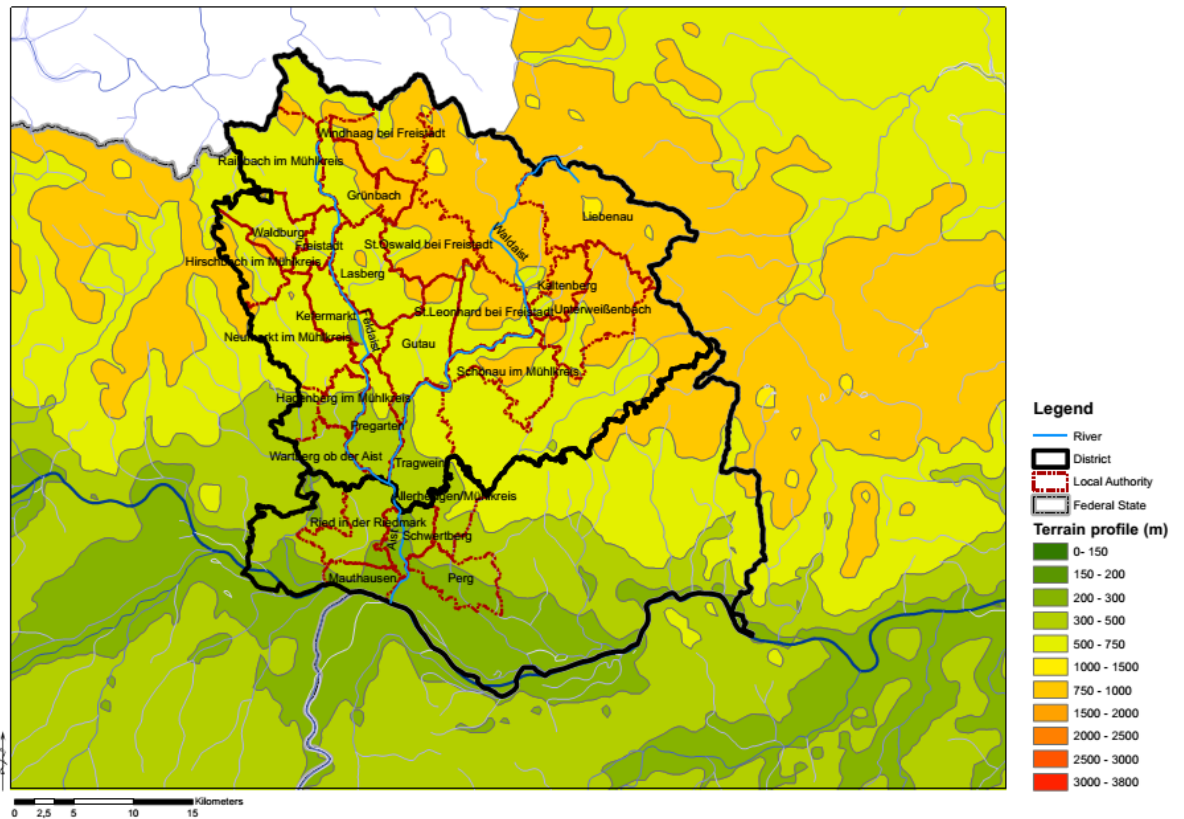 Windhaag bei Freistadt
Rainbach im Mühlkreis
Grünbach
Liebenau
Waldburg
Freistadt
St.Oswald bei Freistadt
Waldaist
Hirschbach im Mühlkreis
Lasberg
Kaltenberg
Kefermarkt
Feldaist
St.Leonhard bei Freistadt
Unterweißenbach
Neumarkt im Mühlkreis
Gutau
Schönau im Mühlkreis
Hagenberg im Mühlkreis
Pregarten
Wartberg ob der Aist
Tragwein
Allerheiligen/Mühlkreis
Ried in der Riedmark
Aist
Schwertberg
Mauthausen
Perg
Legend
River
District
Local Authority
Federal State
Terrain profile (m)
0- 150
150 - 200
200 - 300
300 - 500
500 - 750
1000 - 1500
750 - 1000
1500 - 2000
2000 - 2500
2500 - 3000
3000 - 3800
Kilometers
0 2,5 5 10 15